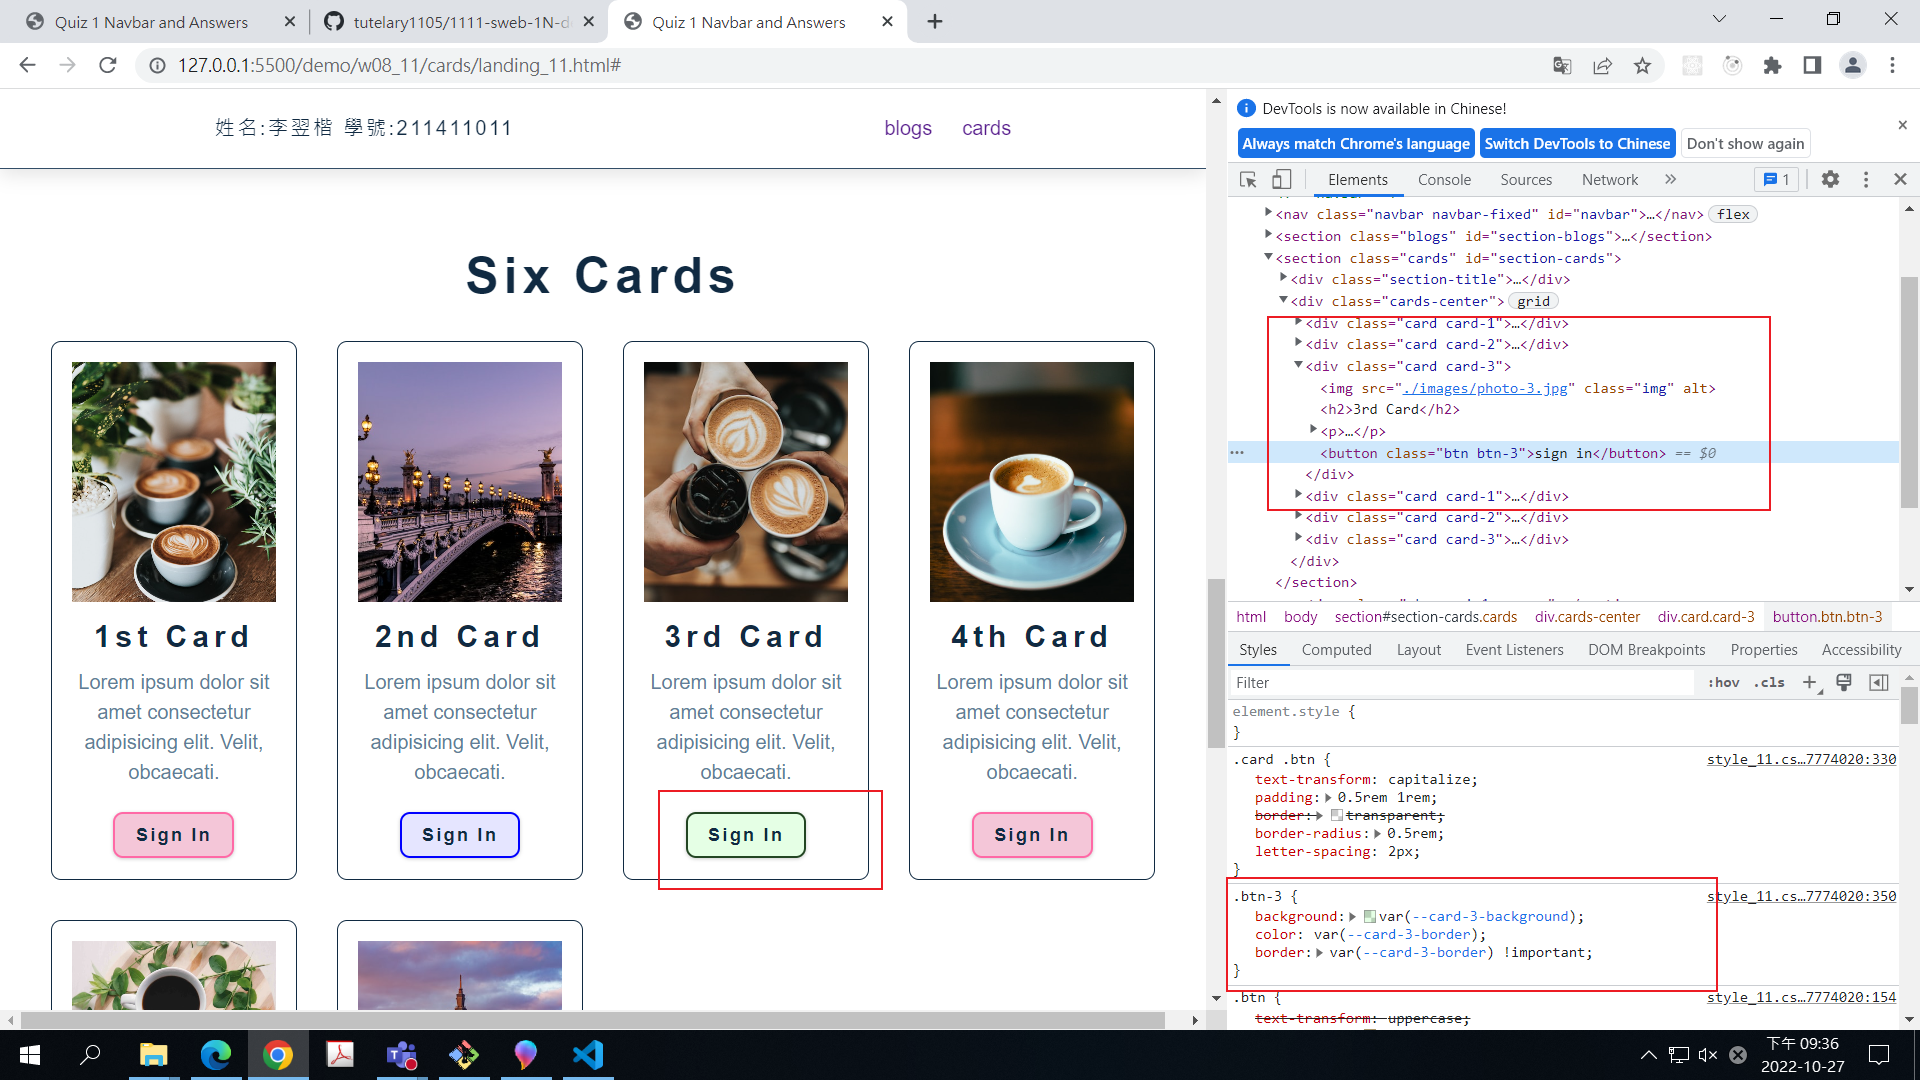 Quiz 1 Navbar and Answers
tutelary1105/1111-sweb-1N-d
Quiz 1 Navbar and Answers
127.0.0.1:5500/demo/w08_11/cards/landing_11.html#
姓名:李翌楷 學號:211411011
blogs
cards
Six Cards
1st Card
Lorem ipsum dolor sit
amet consectetur
adipisicing elit. Velit,
obcaecati.
Sign In
2nd Card
Lorem ipsum dolor sit
amet consectetur
adipisicing elit. Velit,
obcaecati.
Sign In
3rd Card
Lorem ipsum dolor sit
amet consectetur
adipisicing elit. Velit,
obcaecati.
Sign In
4th Card
Lorem ipsum dolor sit
amet consectetur
adipisicing elit. Velit,
obcaecati.
Sign In
DevTools is now available in Chinese!
Always match Chrome's language
Switch DevTools to Chinese
Don't show again
Elements
Console
Sources
Network
1
<nav class="navbar navbar-fixed" id="navbar">…</nav> flex
<section class="blogs" id="section-blogs">…</section>
<section class="cards" id="section-cards">
<div class="section-title">…</div>
<div class="cards-center"> grid
<div class="card card-1">…</div>
<div class="card card-2">…</div>
<div class="card card-3">
<img src="./images/photo-3.jpg" class="img" alt>
<h2>3rd Card</h2>
<p>…</p>
<button class="btn btn-3">sign in</button> == $0
</div>
<div class="card card-1">…</div>
<div class="card card-2">…</div>
<div class="card card-3">…</div>
</div>
</section>
html body section#section-cards.cards div.cards-center div.card.card-3 button.btn.btn-3
Styles
Computed
Layout
Event Listeners
DOM Breakpoints
Properties
Accessibility
Filter
:hov .cls
element.style {
}
.card .btn {
style_11.cs…7774020:330
text-transform: capitalize;
padding: 0.5rem 1rem;
border: transparent;
border-radius: 0.5rem;
letter-spacing: 2px;
}
.btn-3 {
style_11.cs…7774020:350
background: var(--card-3-background);
color: var(--card-3-border);
border: var(--card-3-border) !important;
}
.btn {
style_11.cs…7774020:154
text-transform: uppercase;
下午 09:36
2022-10-27